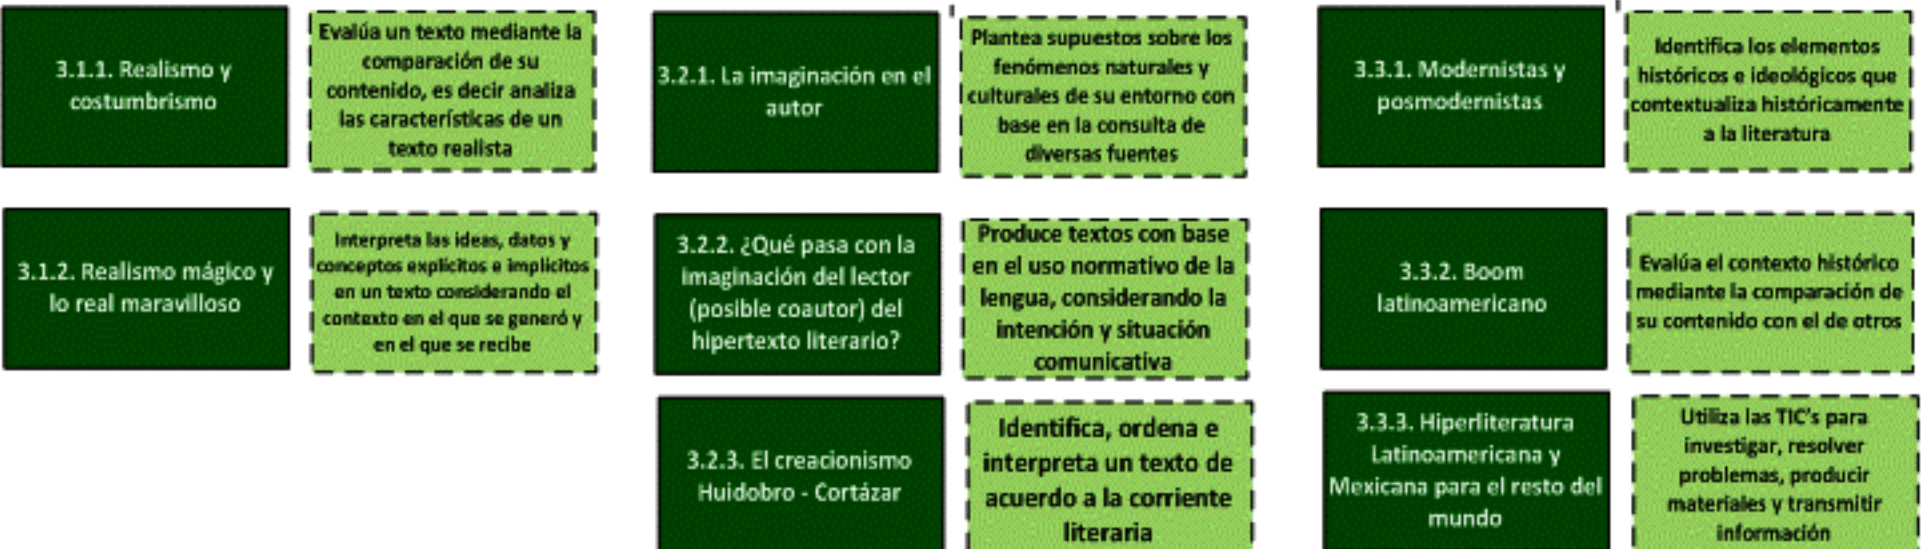 3.1.1. Realismo y
costumbrismo
Evalúa un texto mediante la
comparación de su
contenido, es decir analiza
las características de un
texto realista
3.2.1. La imaginación en el
autor
Plantea supuestos sobre los
fenómenos naturales y
culturales de su entorno con
base en la consulta de
diversas fuentes
3.3.1. Modernistas y
posmodernistas
Identifica los elementos
históricos e ideológicos que
contextualiza históricamente
a la literatura
3.1.2. Realismo mágico y
lo real maravilloso
Interpreta las ideas, datos y
conceptos explícitos e implícitos
en un texto considerando el
contexto en el que se generó y
en el que se recibe
3.2.2. ¿Qué pasa con la
imaginación del lector
(posible coautor) del
hipertexto literario?
Produce textos con base
en el uso normativo de la
lengua, considerando la
intención y situación
comunicativa
3.3.2. Boom
latinoamericano
Evalúa el contexto histórico
mediante la comparación de
su contenido con el de otros
3.2.3. El creacionismo
Huidobro - Cortázar
Identifica, ordena e
interpreta un texto de
acuerdo a la corriente
literaria
3.3.3. Hiperliteratura
Latinoamericana y
Mexicana para el resto del
mundo
Utiliza las TIC's para
investigar, resolver
problemas, producir
materiales y transmitir
información